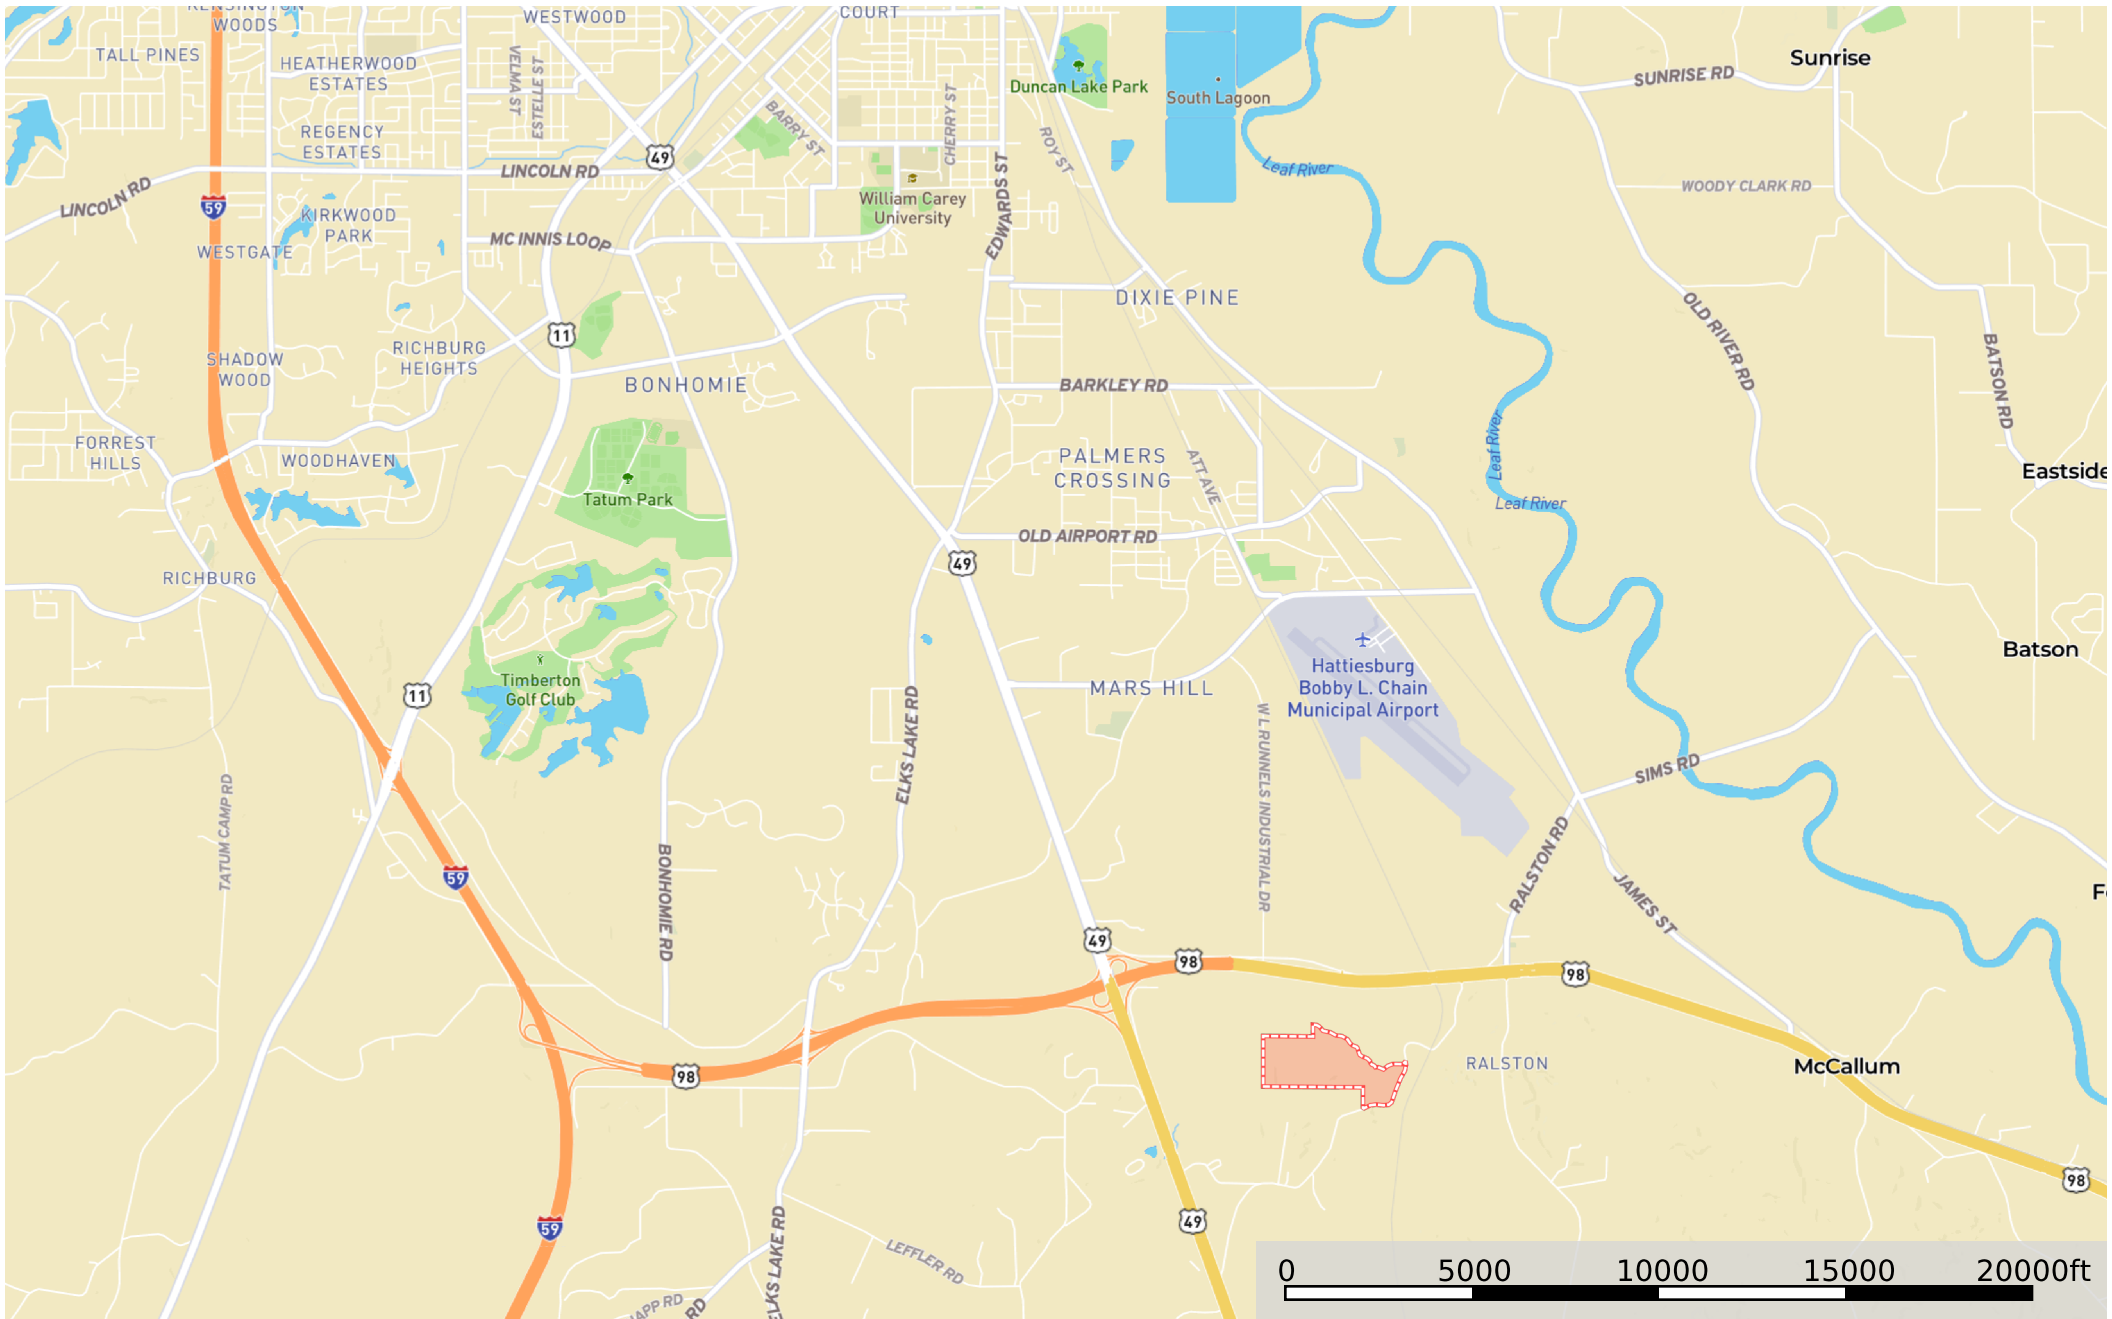 KENSINGTON
WOODS
WESTWOOD
COURT
TALL PINES
HEATHERWOOD
ESTATES
VELMA ST
ESTELLE ST
Duncan Lake Park
South Lagoon
SUNRISE RD
Sunrise
REGENCY
ESTATES
BARRY ST
CHERRY ST
ROY ST
49
LINCOLN RD
LINCOLN RD
Leaf River
WOODY CLARK RD
59
KIRKWOOD
PARK
William Carey
University
EDWARDS ST
WESTGATE
MC INNIS LOOP
DIXIE PINE
OLD RIVER RD
11
SHADOW
WOOD
RICHBURG
HEIGHTS
BONHOMIE
BARKLEY RD
BATSON RD
FORREST
HILLS
WOODHAVEN
PALMERS
CROSSING
ATT AVE
Leaf River
Eastside
Tatum Park
Leaf River
OLD AIRPORT RD
49
RICHBURG
Batson
Timberton
Golf Club
11
MARS HILL
Hattiesburg
Bobby L. Chain
Municipal Airport
ELKS LAKE RD
W L RUNNELS INDUSTRIAL DR
SIMS RD
TATUM CAMP RD
BONHOMIE RD
59
RALSTON RD
JAMES ST
49
98
98
RALSTON
McCallum
98
98
49
59
ELKS LAKE RD
LEFFLER RD
RD
0 5000 10000 15000 20000ft